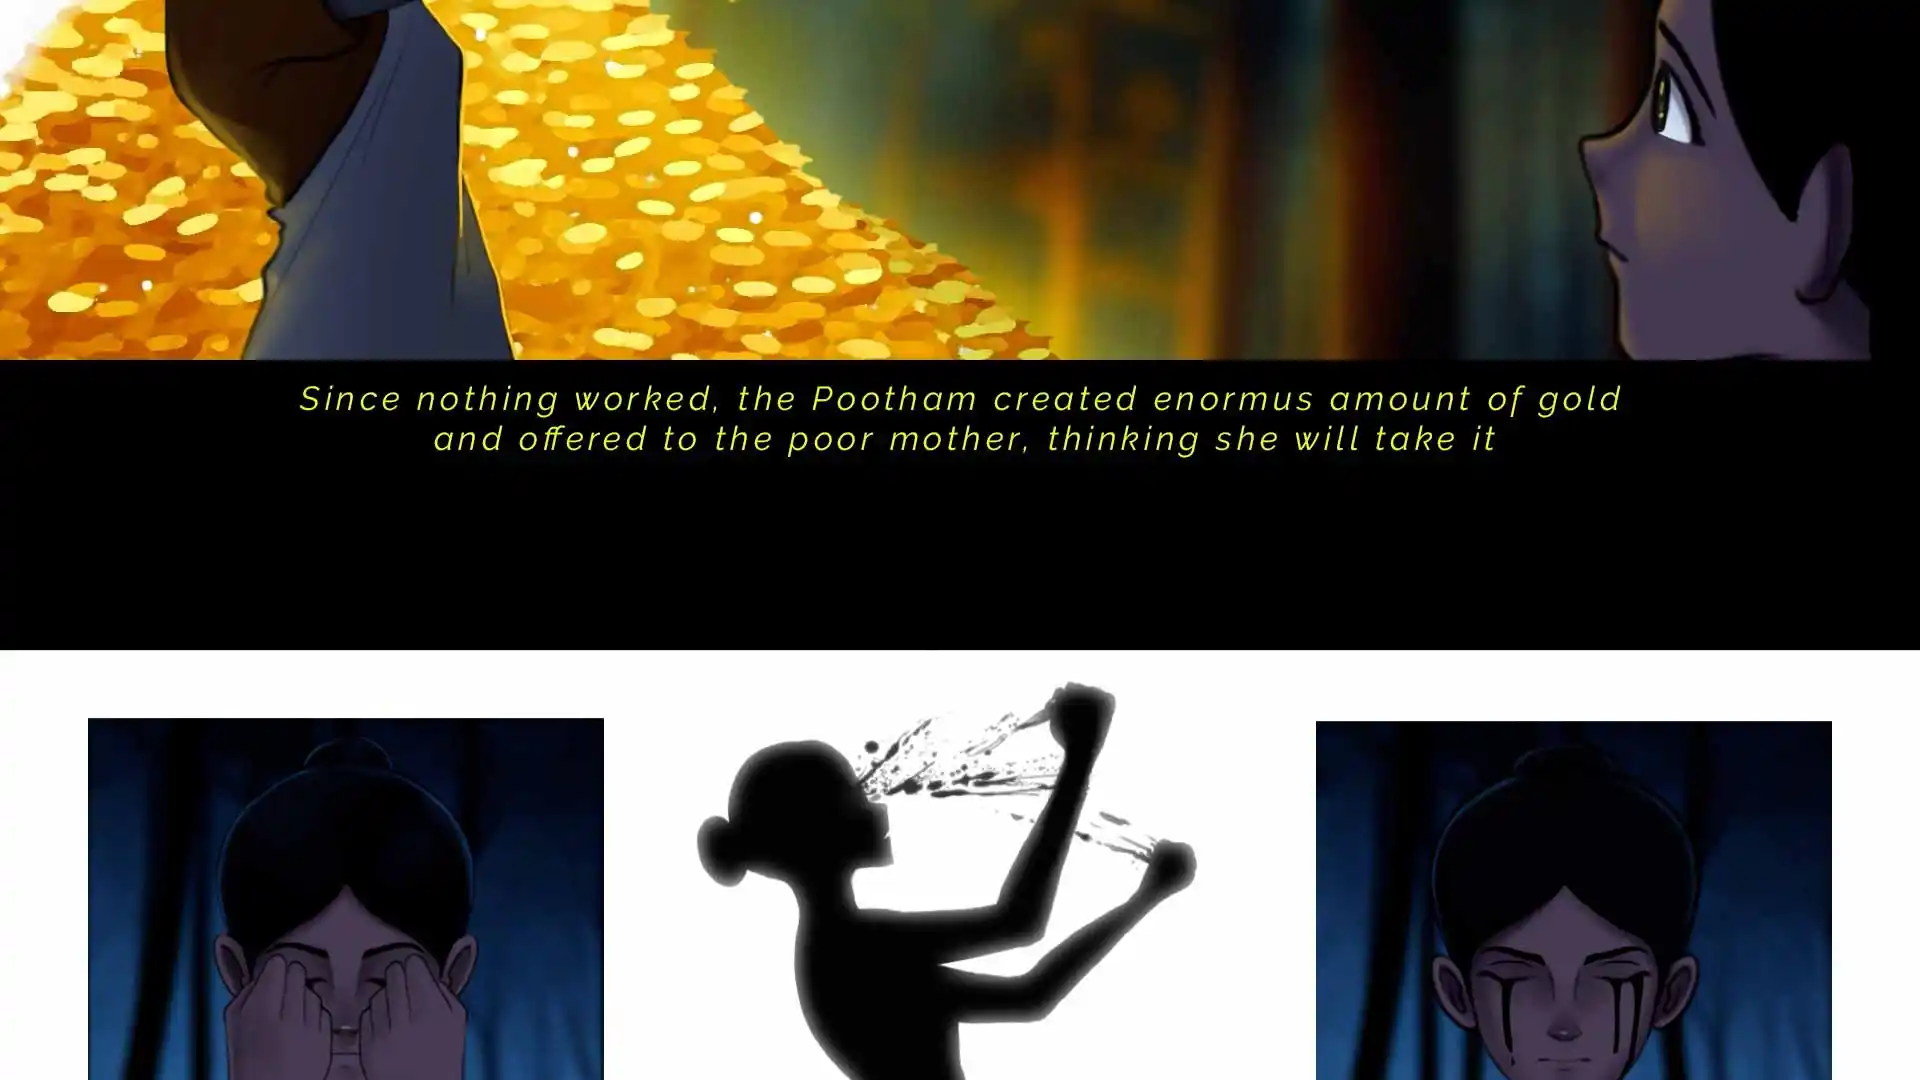 Since nothing worked, the Pootham created enormus amount of gold
and offered to the poor mother, thinking she will take it